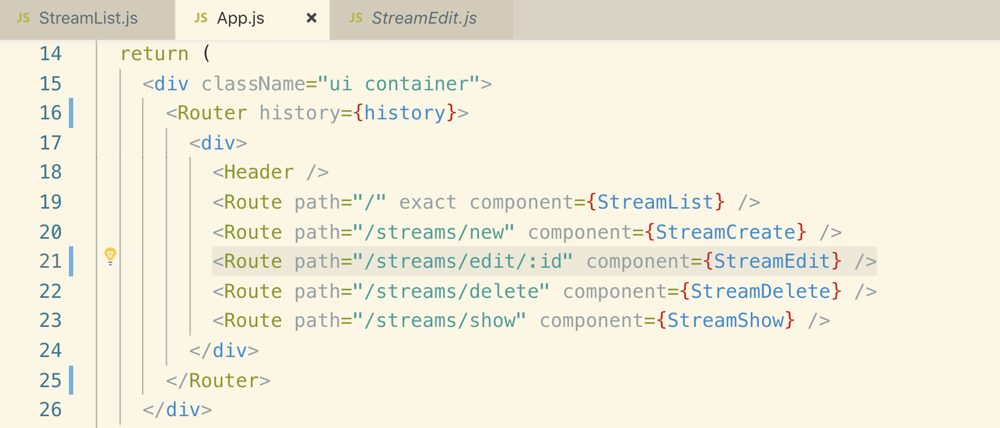 JS StreamList.js JS App.js × JS StreamEdit.js
14 return (
15 <div className="ui container">
16 <Router history={history}>
17 <div>
18 <Header />
19 <Route path="/" exact component={StreamList} />
20 <Route path="/streams/new" component={StreamCreate} />
21 <Route path="/streams/edit/:id" component={StreamEdit} />
22 <Route path="/streams/delete" component={StreamDelete} />
23 <Route path="/streams/show" component={StreamShow} />
24 </div>
25 </Router>
26 </div>